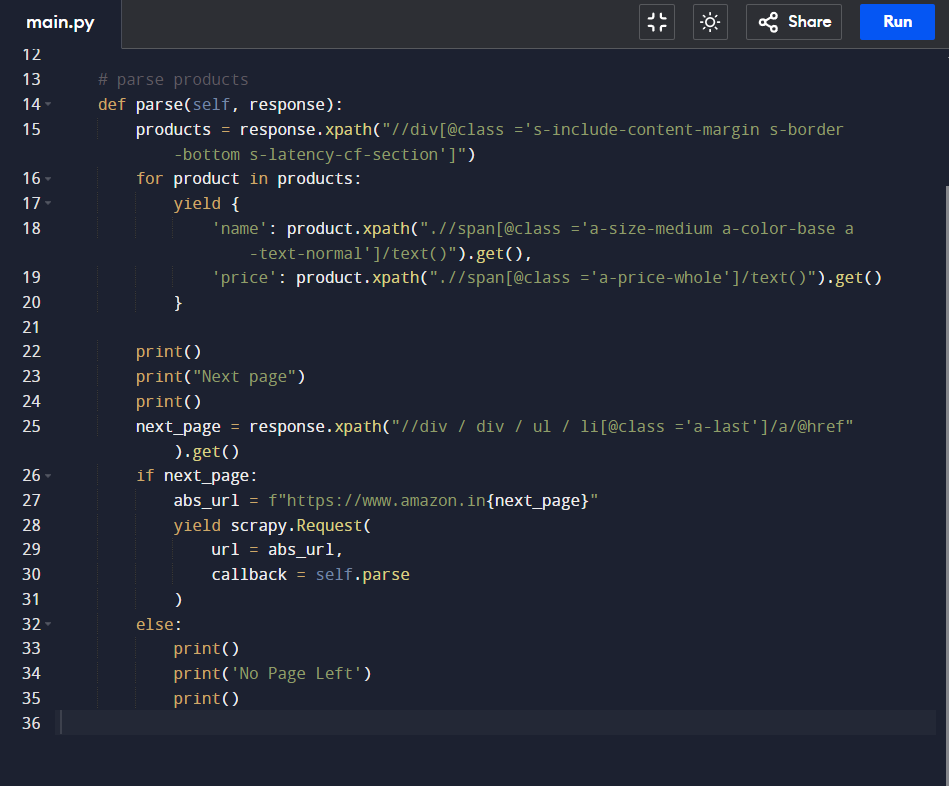 main.py
Share
Run
12
13 # parse products
14 def parse(self, response):
15 products = response.xpath("//div[@class ='s-include-content-margin s-border
-bottom s-latency-cf-section']")
16 for product in products:
17 yield {
18 'name': product.xpath(".//span[@class ='a-size-medium a-color-base a
-text-normal']/text()").get(),
19 'price': product.xpath(".//span[@class ='a-price-whole']/text()").get()
20 }
21
22 print()
23 print("Next page")
24 print()
25 next_page = response.xpath("//div / div / ul / li[@class ='a-last']/a/@href"
).get()
26 if next_page:
27 abs_url = f"https://www.amazon.in{next_page}"
28 yield scrapy.Request(
29 url = abs_url,
30 callback = self.parse
31 )
32 else:
33 print()
34 print('No Page Left')
35 print()
36